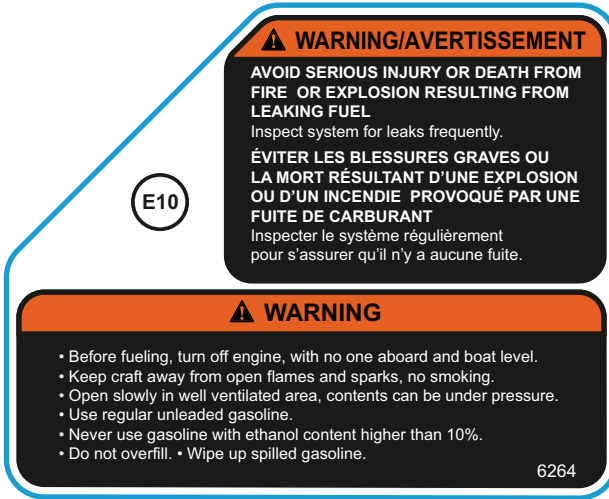 WARNING/AVERTISSEMENT
AVOID SERIOUS INJURY OR DEATH FROM
FIRE OR EXPLOSION RESULTING FROM
LEAKING FUEL
Inspect system for leaks frequently.
ÉVITER LES BLESSURES GRAVES OU
LA MORT RÉSULTANT D'UNE EXPLOSION
OU D'UN INCENDIE PROVOQUÉ PAR UNE
FUITE DE CARBURANT
Inspecter le système régulièrement
pour s'assurer qu'il n'y a aucune fuite.
E10
WARNING
• Before fueling, turn off engine, with no one aboard and boat level.
• Keep craft away from open flames and sparks, no smoking.
• Open slowly in well ventilated area, contents can be under pressure.
• Use regular unleaded gasoline.
• Never use gasoline with ethanol content higher than 10%.
• Do not overfill. • Wipe up spilled gasoline.
6264